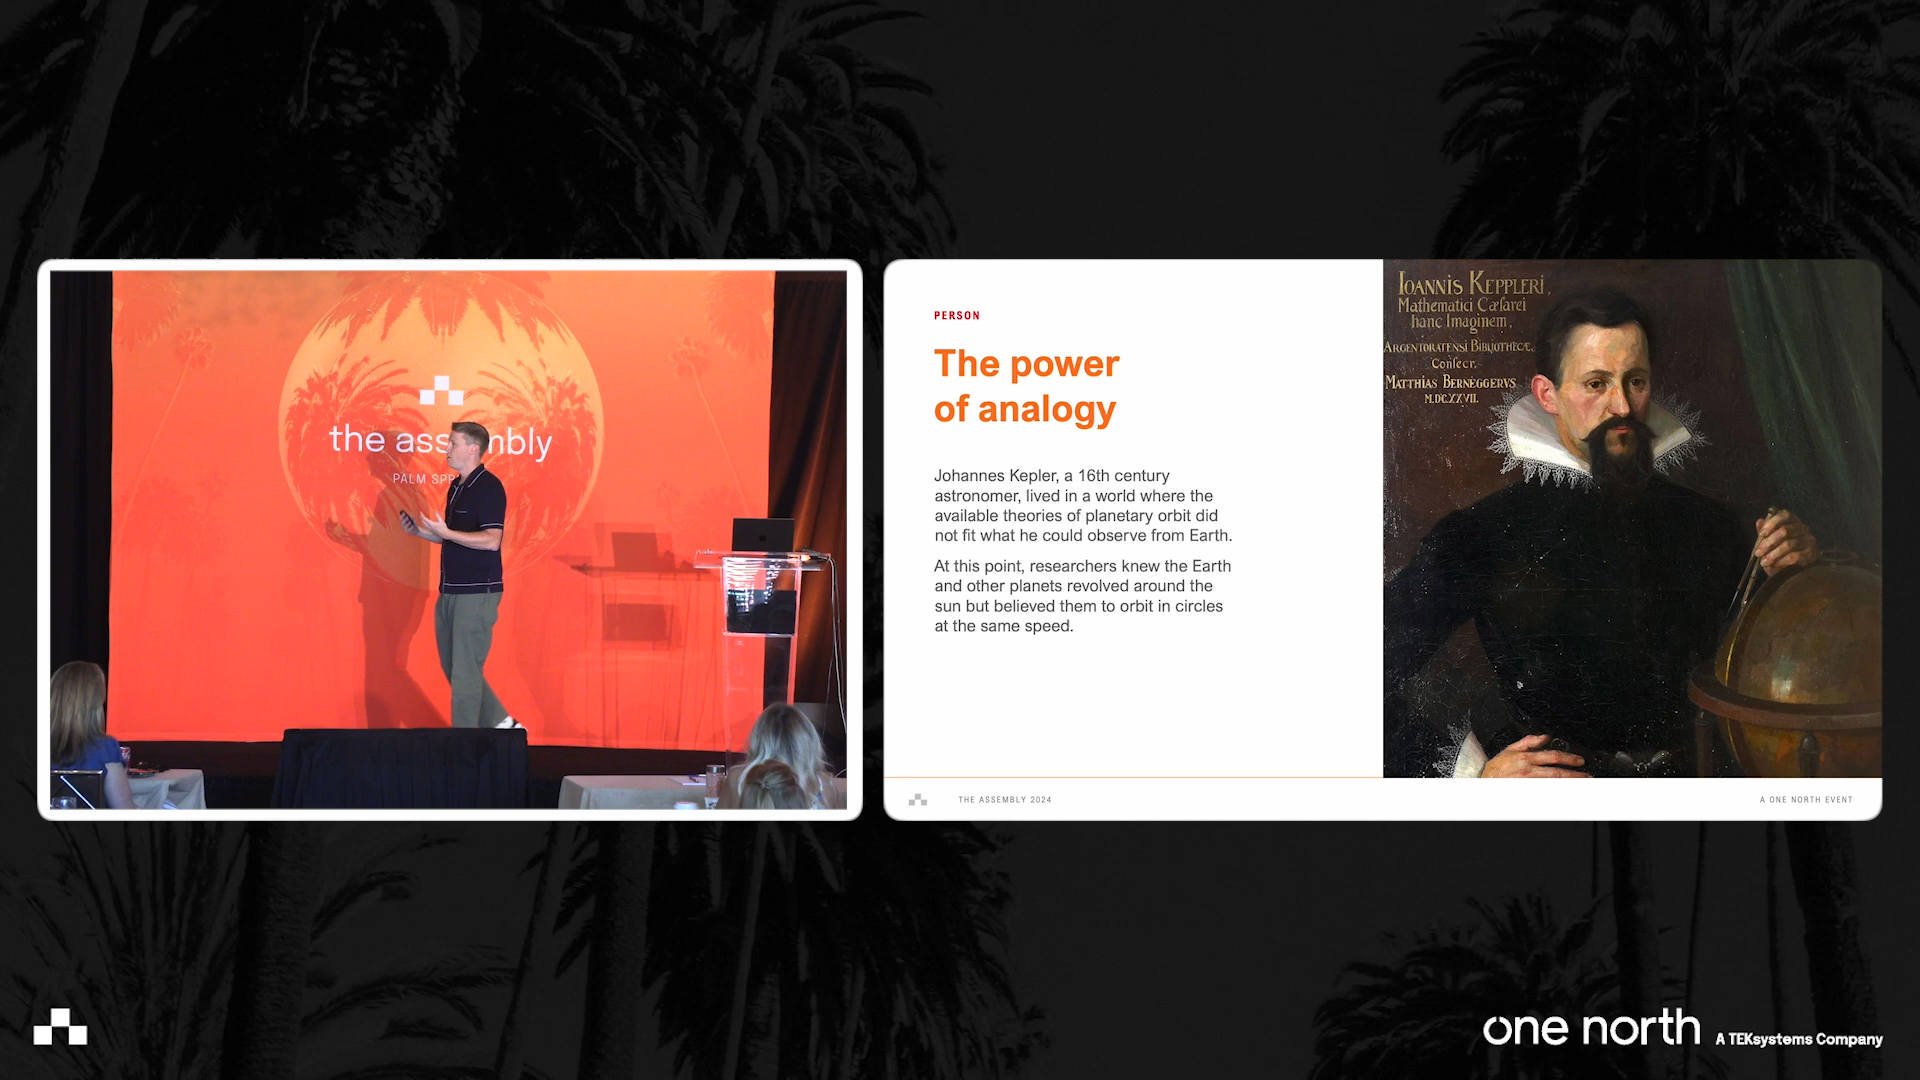 the ass mbly
PALM SPR
PERSON
The power
of analogy
Johannes Kepler, a 16th century
astronomer, lived in a world where the
available theories of planetary orbit did
not fit what he could observe from Earth.
At this point, researchers knew the Earth
and other planets revolved around the
sun but believed them to orbit in circles
at the same speed.
IOANNIS KEPPLERI,
Mathematici Cæsarei
hanc Imaginem,
ARGENTORATENSI BIBLIOTHECÆ,
Consecr.
MATTHIAS BERNEGGERVS
M.DC.XXVII.
THE ASSEMBLY 2024
A ONE NORTH EVENT
one north
A TEKsystems Company